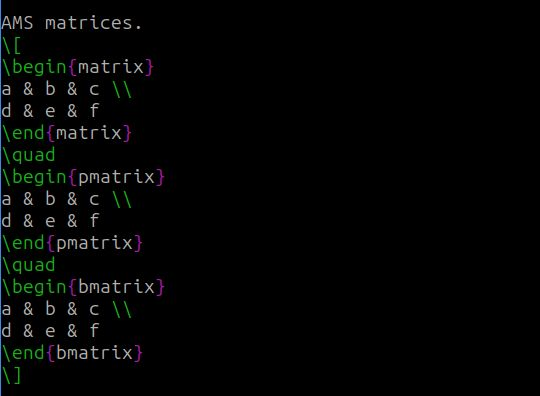 AMS matrices.
\[
\begin{matrix}
a & b & c \\
d & e & f
\end{matrix}
\quad
\begin{pmatrix}
a & b & c \\
d & e & f
\end{pmatrix}
\quad
\begin{bmatrix}
a & b & c \\
d & e & f
\end{bmatrix}
\]